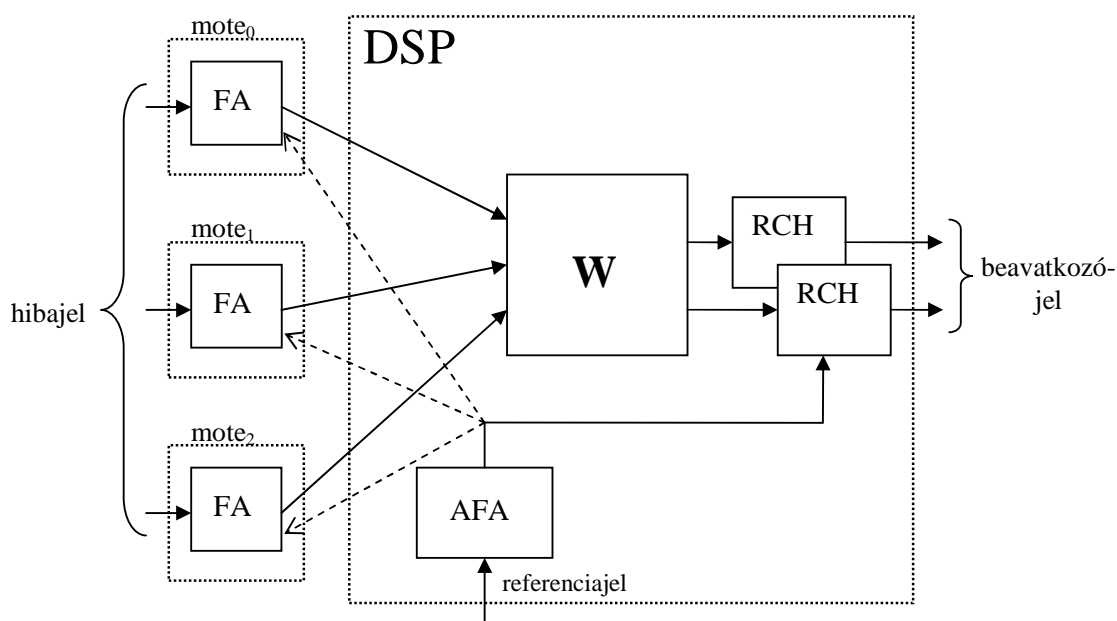 mote0
FA
DSP
mote1
FA
hibajel
mote2
FA
W
RCH
RCH
beavatkozó-
jel
AFA
referenciajel